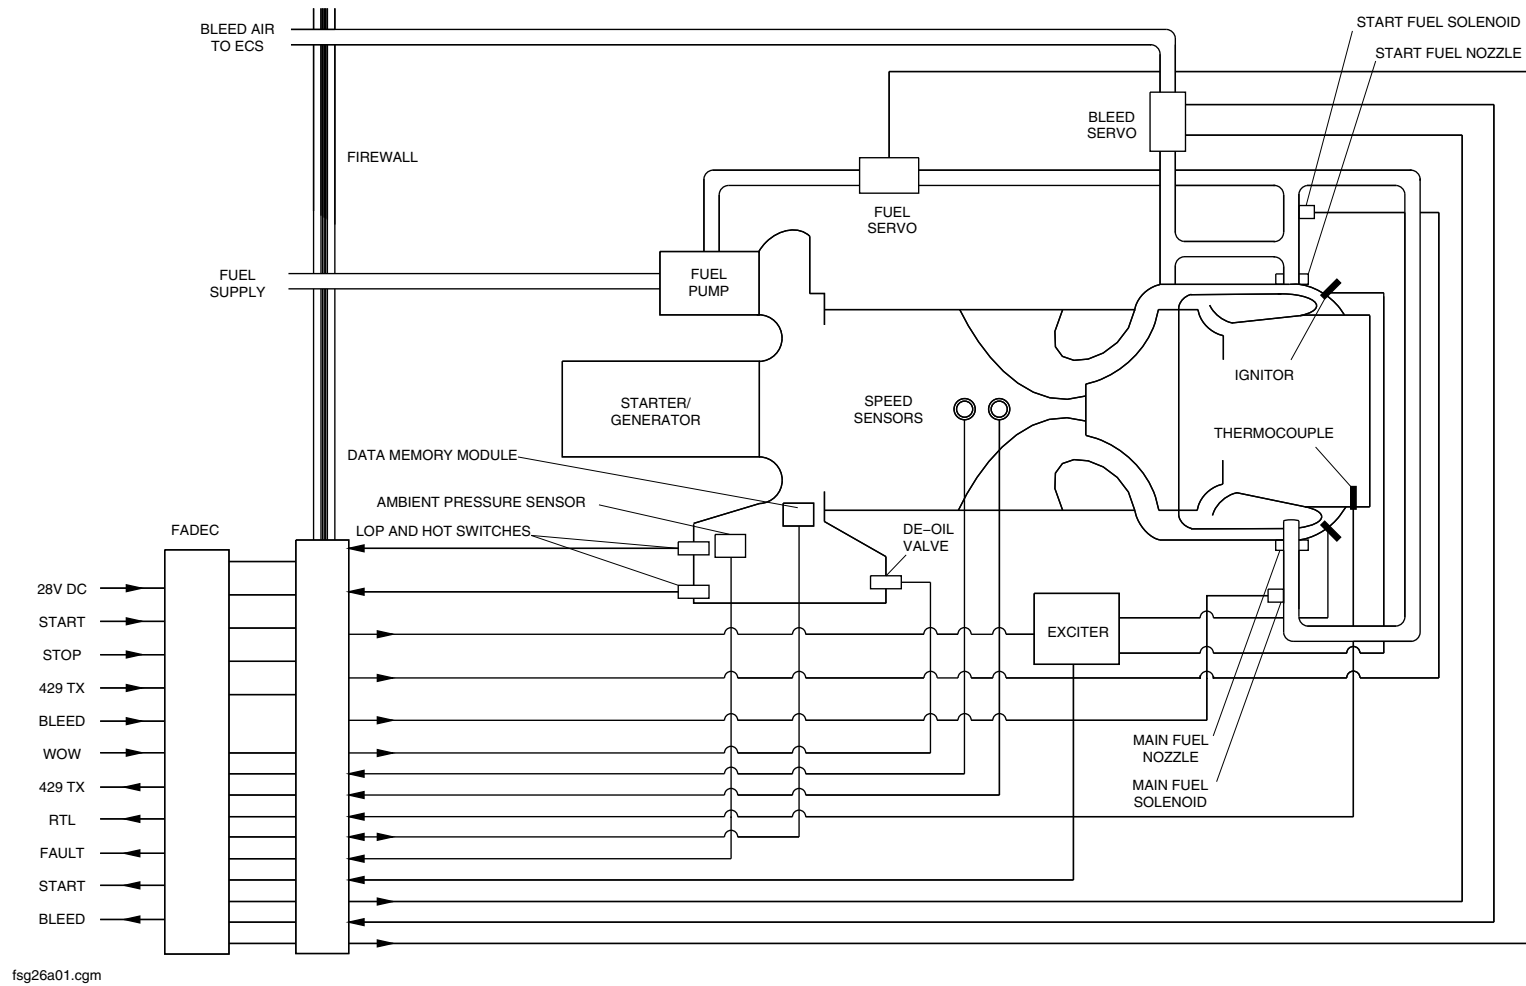 BLEED AIR
TO ECS
START FUEL SOLENOID
START FUEL NOZZLE
BLEED
SERVO
FIREWALL
FUEL
SERVO
FUEL
SUPPLY
FUEL
PUMP
IGNITOR
STARTER/
GENERATOR
SPEED
SENSORS
THERMOCOUPLE
DATA MEMORY MODULE
AMBIENT PRESSURE SENSOR
LOP AND HOT SWITCHES
DE-OIL
VALVE
FADEC
28V DC
START
STOP
429 TX
BLEED
WOW
429 TX
RTL
FAULT
START
BLEED
EXCITER
MAIN FUEL
NOZZLE
MAIN FUEL
SOLENOID
fsg26a01.cgm